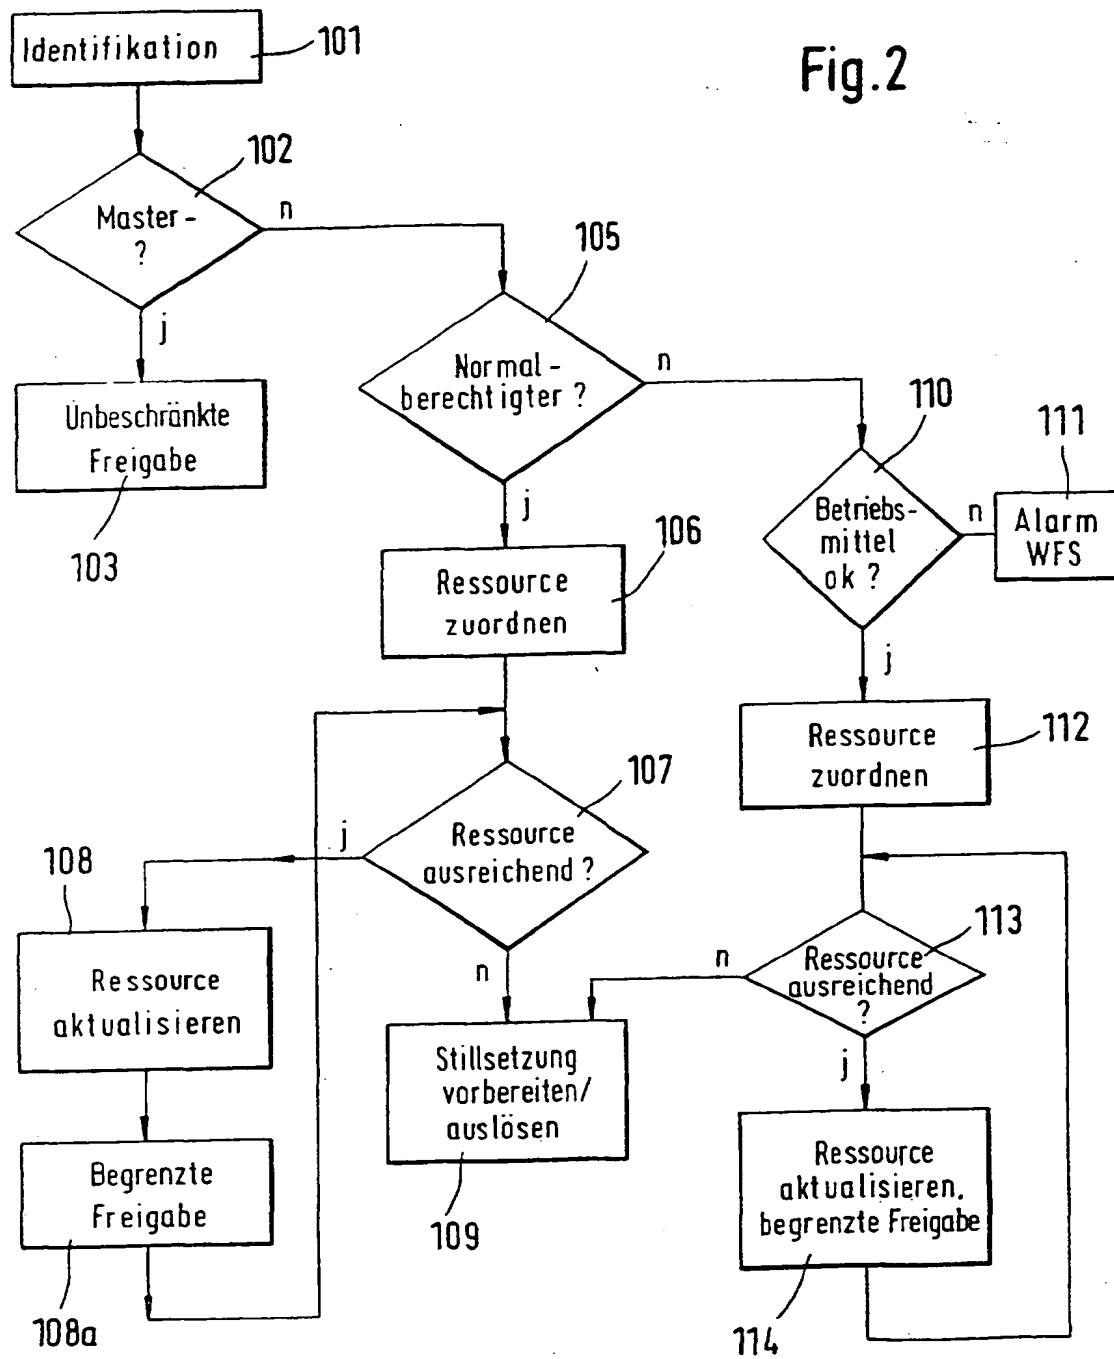 Fig.2
Identifikation
101
102
Master-
?
n
j
Unbeschränkte
Freigabe
103
105
Normal-
berechtigter ?
n
j
106
Ressource
zuordnen
107
Ressource
ausreichend ?
j
n
108
Ressource
aktualisieren
Begrenzte
Freigabe
108a
Stillsetzung
vorbereiten/
auslösen
109
110
Betriebs-
mittel
ok ?
n
j
111
Alarm
WFS
112
Ressource
zuordnen
113
Ressource
ausreichend
?
n
j
Ressource
aktualisieren,
begrenzte Freigabe
114